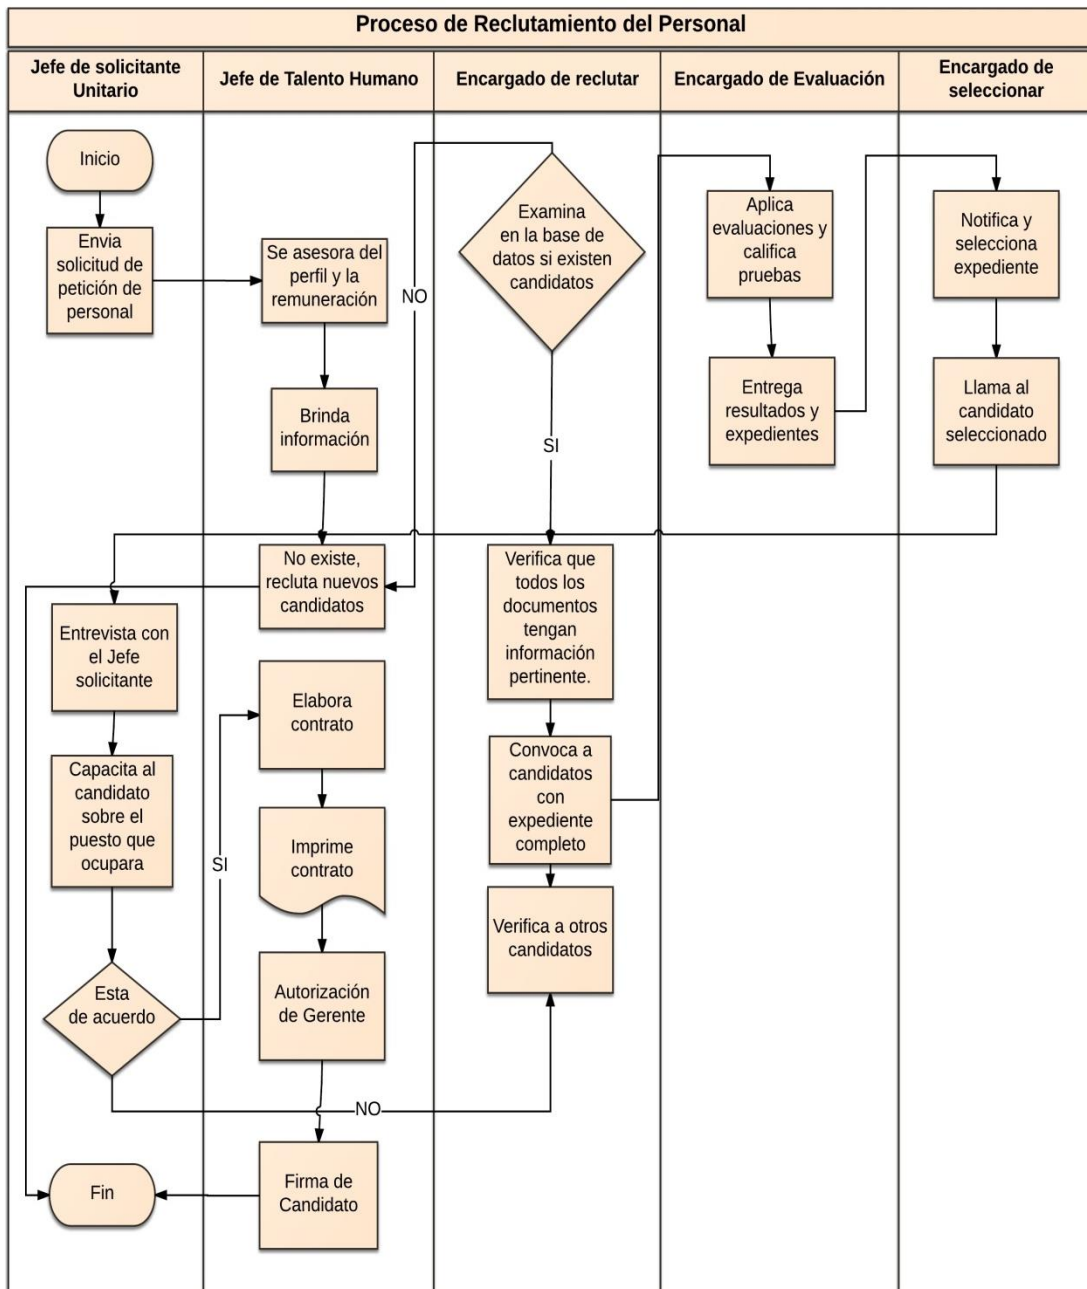 Proceso de Reclutamiento del Personal
Jefe de solicitante
Unitario
Jefe de Talento Humano
Encargado de reclutar
Encargado de Evaluación
Encargado de
seleccionar
Inicio
Envia
solicitud de
petición de
personal
Se asesora del
perfil y la
remuneración
Brinda
información
No existe,
recluta nuevos
candidatos
NO
Examina
en la base de
datos si existen
candidatos
SI
Verifica que
todos los
documentos
tengan
información
pertinente.
Convoca a
candidatos
con
expediente
completo
Verifica a otros
candidatos
Aplica
evaluaciones y
califica
pruebas
Entrega
resultados y
expedientes
Notifica y
selecciona
expediente
Llama al
candidato
seleccionado
Entrevista con
el Jefe
solicitante
Capacita al
candidato
sobre el
puesto que
ocupara
Esta
de acuerdo
SI
NO
Elabora
contrato
Imprime
contrato
Autorización
de Gerente
Firma de
Candidato
Fin